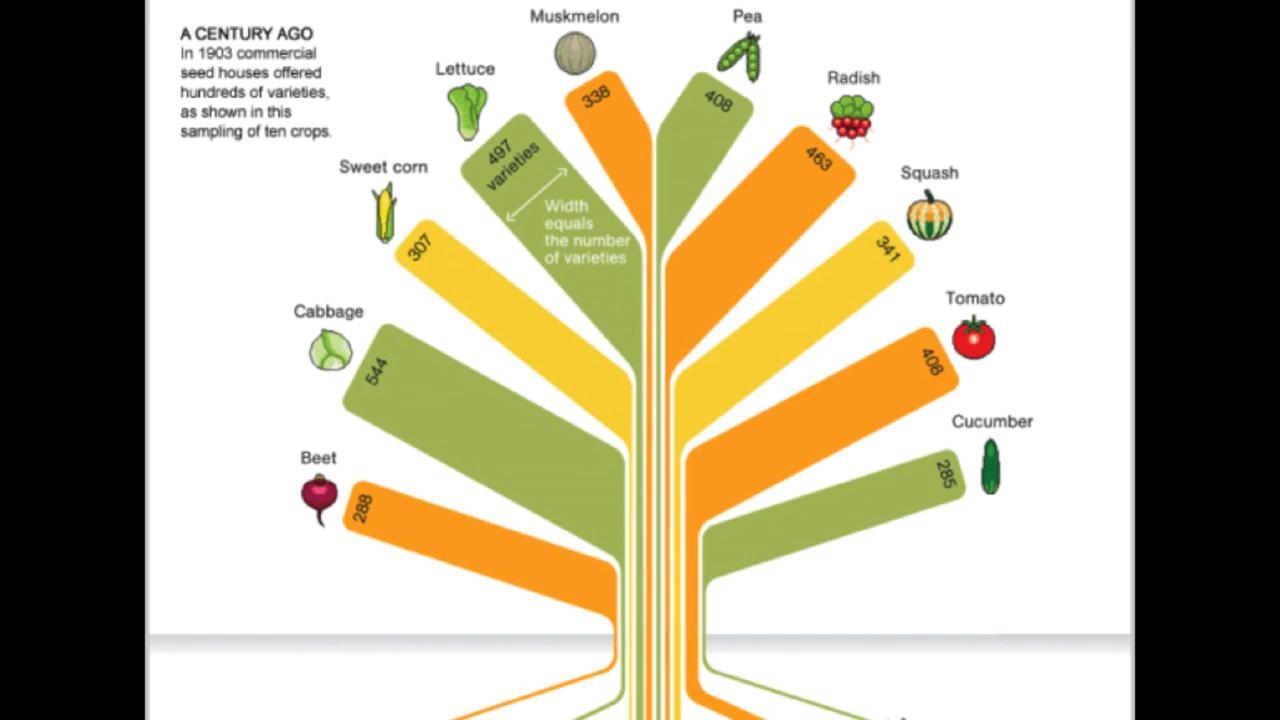 Muskmelon
Pea
A CENTURY AGO
In 1903 commercial
seed houses offered
hundreds of varieties,
as shown in this
sampling of ten crops.
Lettuce
Radish
338
408
497
varieties
463
Sweet corn
Squash
Width
equals
the number
of varieties
307
341
Cabbage
Tomato
544
408
Beet
Cucumber
288
285